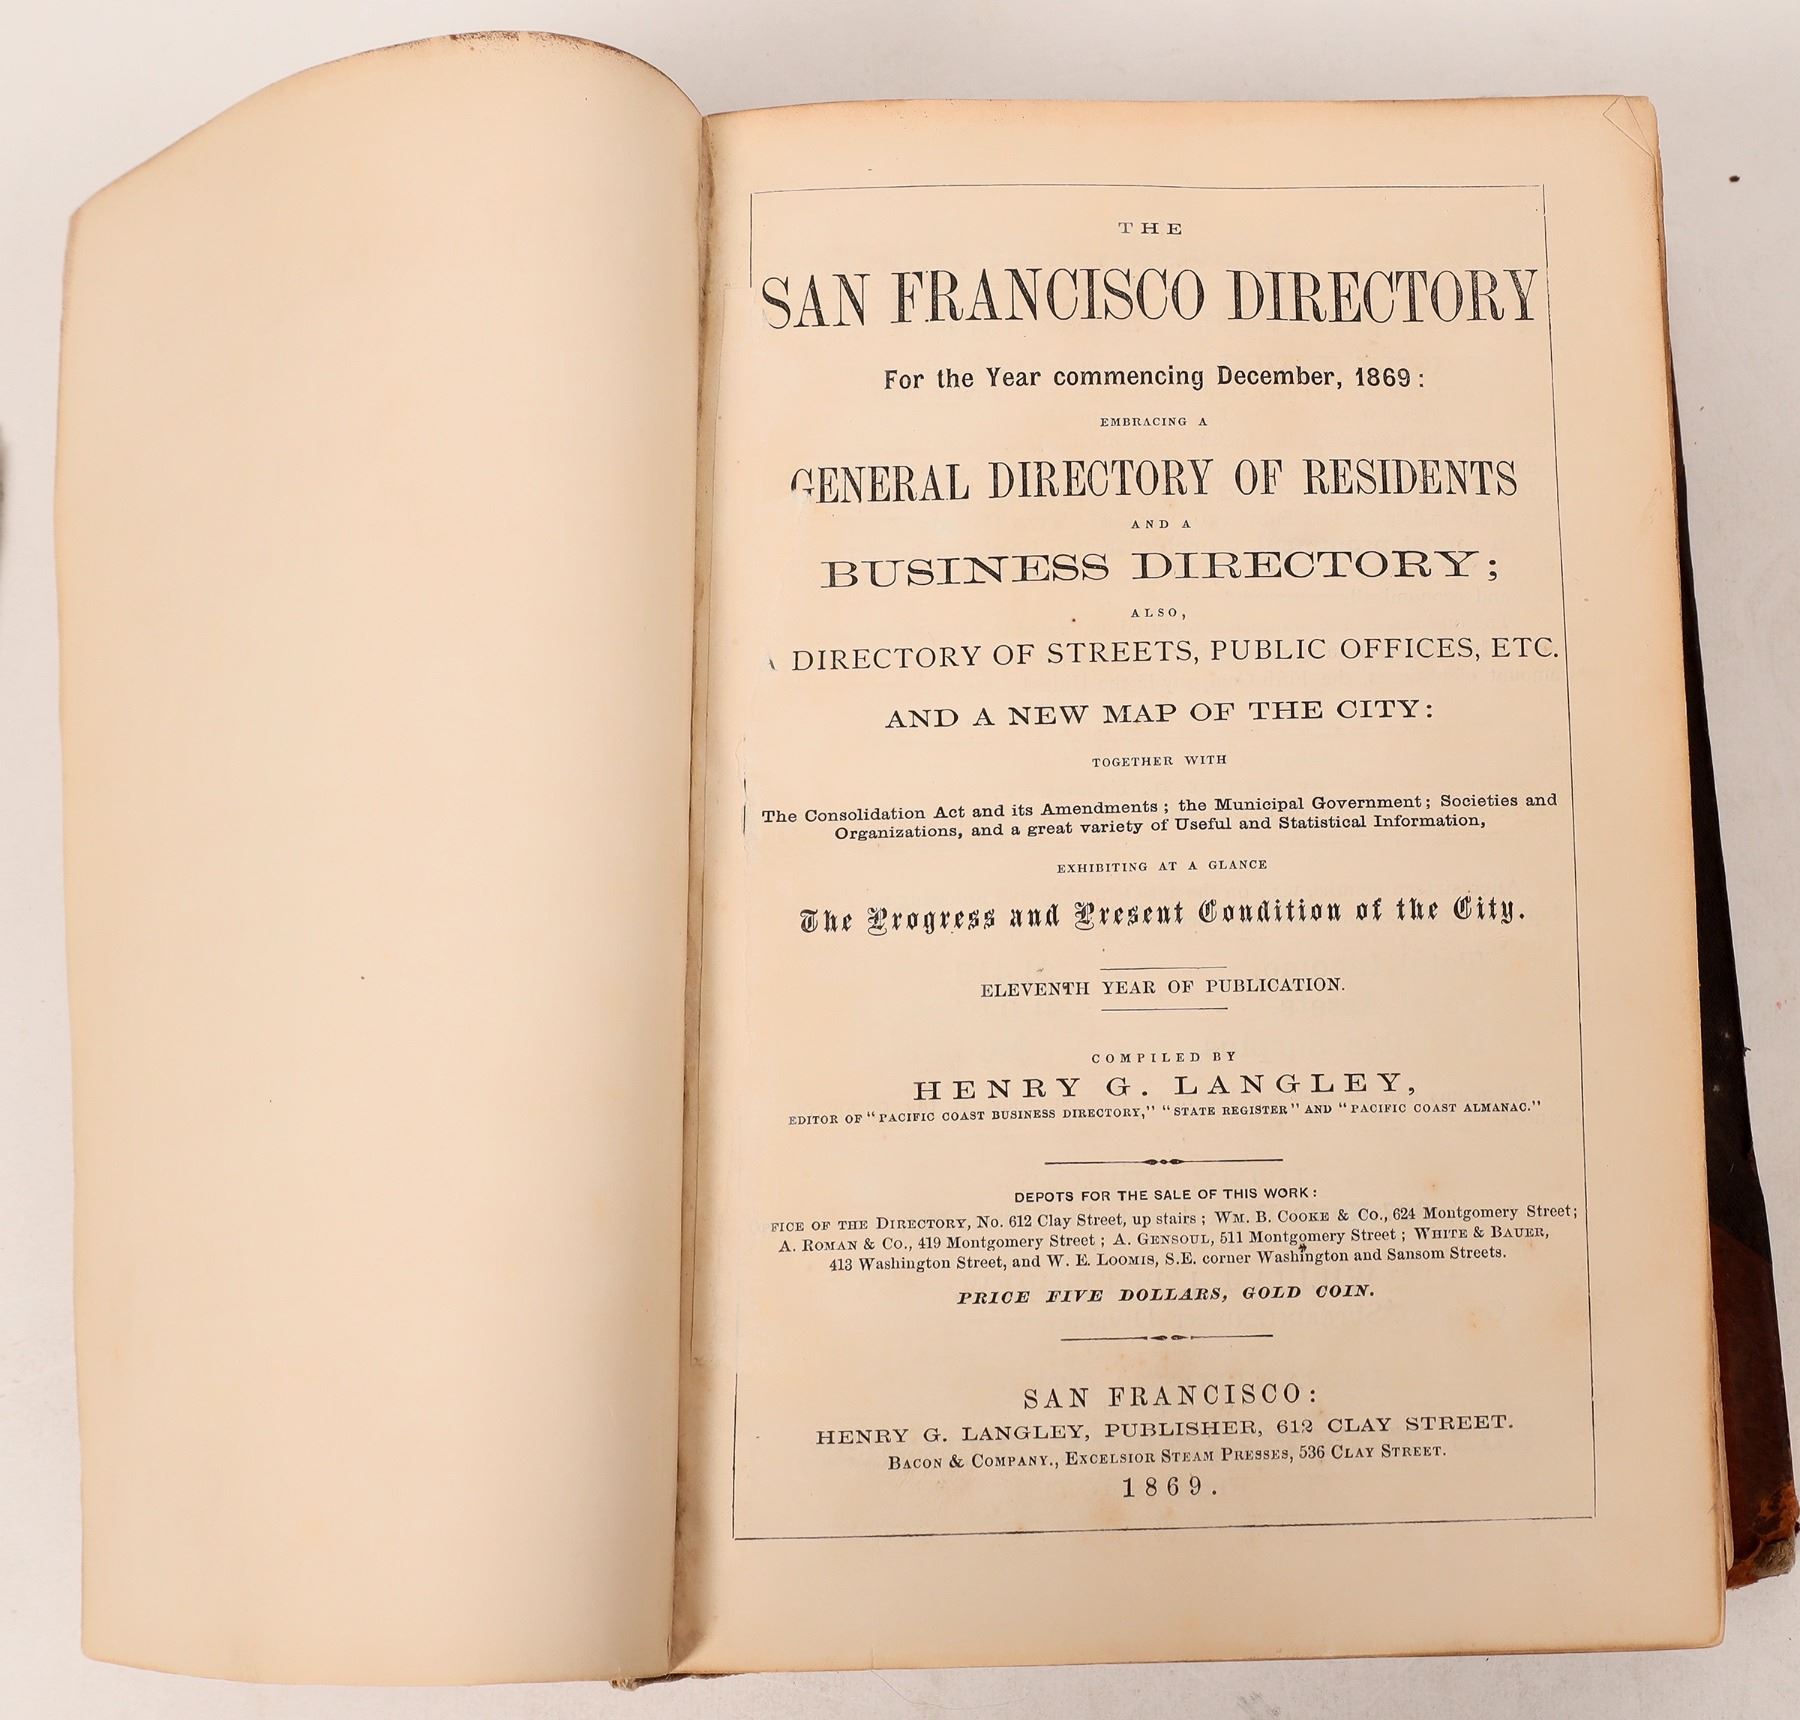 THE
SAN FRANCISCO DIRECTORY
For the Year commencing December, 1869:
EMBRACING A
GENERAL DIRECTORY OF RESIDENTS
AND A
BUSINESS DIRECTORY;
ALSO,
A DIRECTORY OF STREETS, PUBLIC OFFICES, ETC.
AND A NEW MAP OF THE CITY:
TOGETHER WITH
The Consolidation Act and its Amendments; the Municipal Government; Societies and
Organizations, and a great variety of Useful and Statistical Information,
EXHIBITING AT A GLANCE
The Progress and Present Condition of the City.
ELEVENTH YEAR OF PUBLICATION.
COMPILED BY
HENRY G. LANGLEY,
EDITOR OF "PACIFIC COAST BUSINESS DIRECTORY," "STATE REGISTER" AND "PACIFIC COAST ALMANAC."
DEPOTS FOR THE SALE OF THIS WORK:
FICE OF THE DIRECTORY, No. 612 Clay Street, up stairs; WM. B. COOKE & CO., 624 Montgomery Street;
A. ROMAN & CO., 419 Montgomery Street; A. GENSOUL, 511 Montgomery Street; WHITE & BAUER,
413 Washington Street, and W. E. LOOMIS, S.E. corner Washington and Sansom Streets.
PRICE FIVE DOLLARS, GOLD COIN.
SAN FRANCISCO:
HENRY G. LANGLEY, PUBLISHER, 612 CLAY STREET.
BACON & COMPANY., EXCELSIOR STEAM PRESSES, 536 CLAY STREET.
1869.